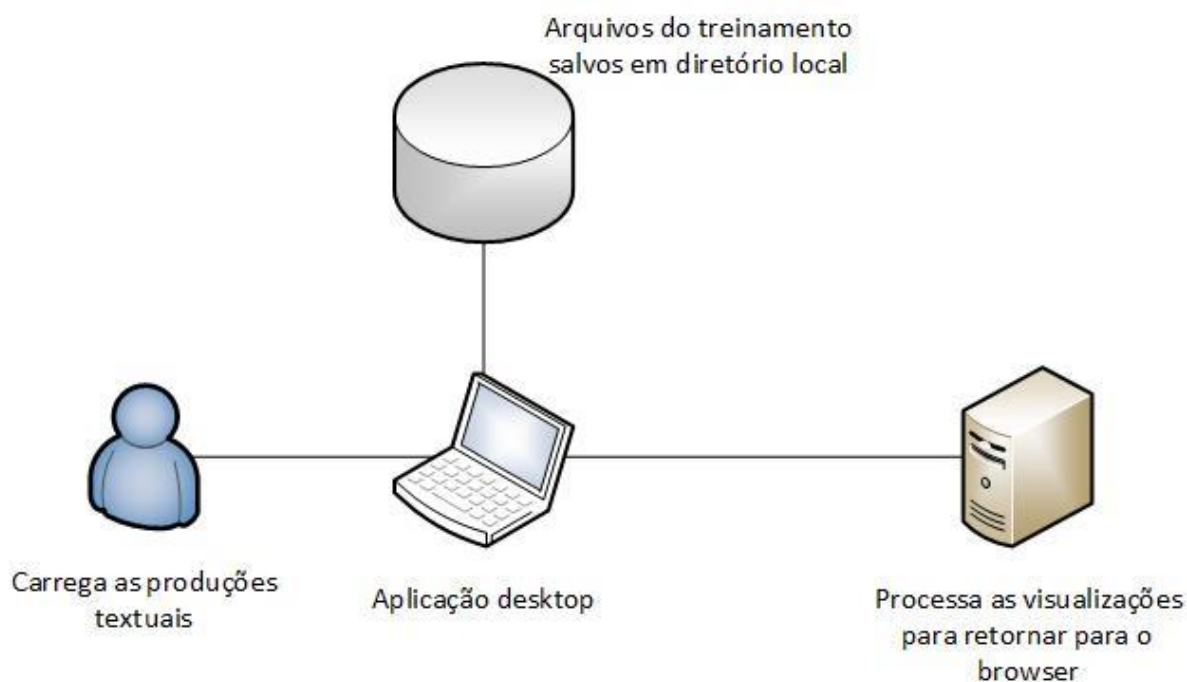 Arquivos do treinamento
salvos em diretório local
Carrega as produções
textuais
Aplicação desktop
Processa as visualizações
para retornar para o
browser